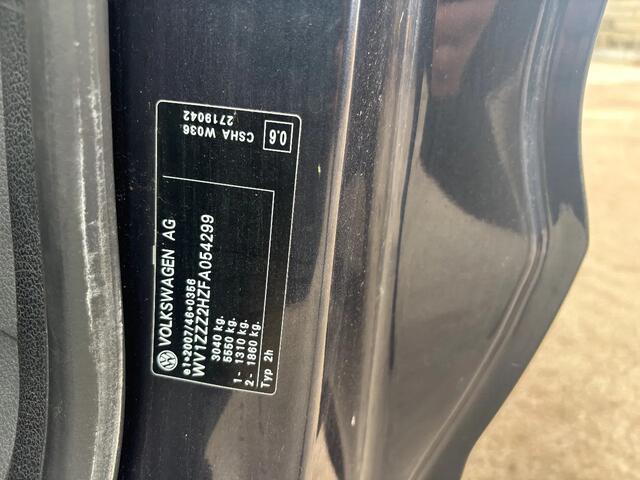 VOLKSWAGEN AG
e1*2007/46*0356
WV1ZZZ2HZFA054299
3040 kg.
5550 kg.
1 - 1310 kg.
2 - 1860 kg.
Typ 2h
0.6
CSHA W036
2719042